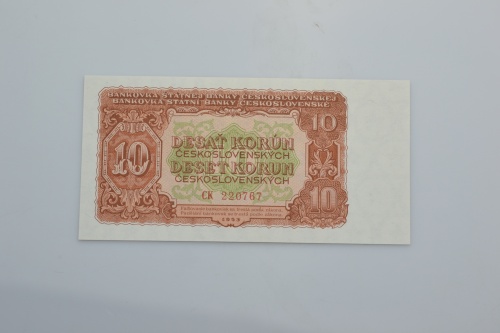 BANKOVKA ŠTÁTNEJ BANKY ČESKOSLOVENSKEJ
BANKOVKA STÁTNÍ BANKY ČESKOSLOVENSKÉ
10
10
DESAŤ KORÚN
ČESKOSLOVENSKÝCH
DESET KORUN
ČESKOSLOVENSKÝCH
CK 220767
10
1953